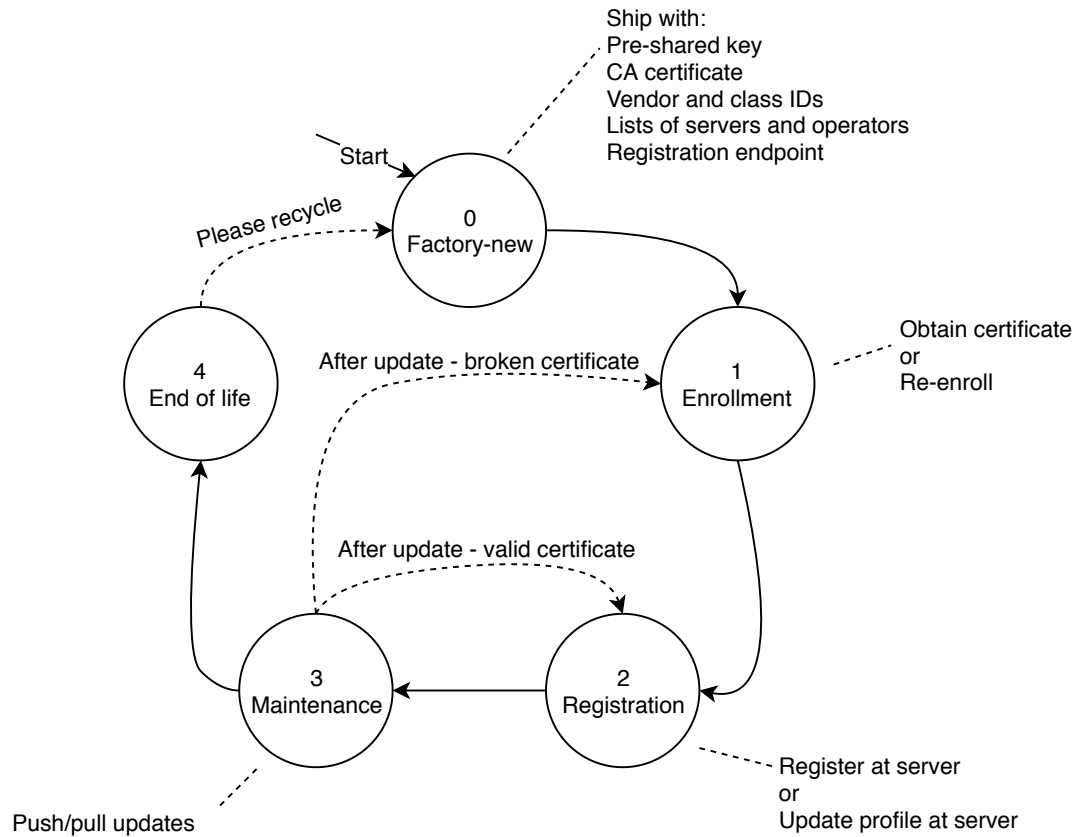 Ship with:
Pre-shared key
CA certificate
Vendor and class IDs
Lists of servers and operators
Registration endpoint
Start
0
Factory-new
Please recycle
4
End of life
After update - broken certificate
1
Enrollment
Obtain certificate
or
Re-enroll
After update - valid certificate
3
Maintenance
2
Registration
Register at server
or
Update profile at server
Push/pull updates